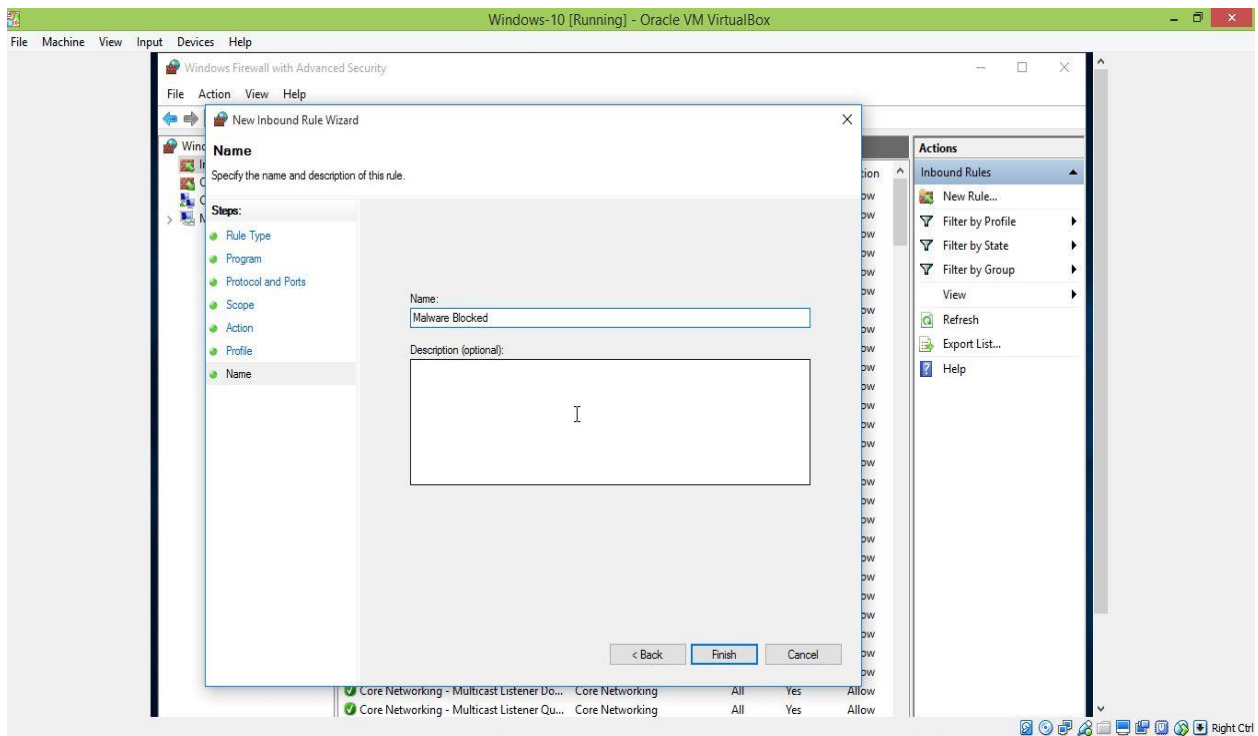 Windows-10 [Running] - Oracle VM VirtualBox
File Machine View Input Devices Help
Windows Firewall with Advanced Security
File Action View Help
New Inbound Rule Wizard
Name
Specify the name and description of this rule.
Steps:
Rule Type
Program
Protocol and Ports
Scope
Action
Profile
Name
Name:
Malware Blocked
Description (optional):
< Back Finish Cancel
Core Networking - Multicast Listener Do... Core Networking All Yes Allow
Core Networking - Multicast Listener Qu... Core Networking All Yes Allow
Actions
Inbound Rules
New Rule...
Filter by Profile
Filter by State
Filter by Group
View
Refresh
Export List...
Help
Right Ctrl